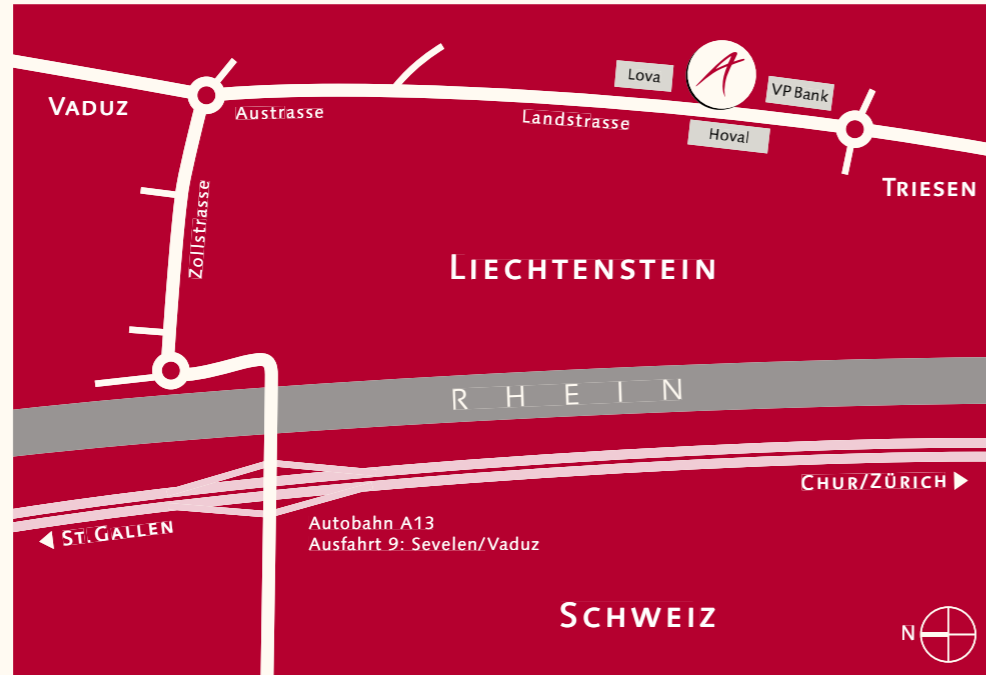 Lova
VP Bank
VADUZ
Austrasse
Landstrasse
Hoval
TRIESEN
Zollstrasse
LIECHTENSTEIN
RHEIN
CHUR/ZÜRICH
ST.GALLEN
Autobahn A13
Ausfahrt 9: Sevelen/Vaduz
SCHWEIZ
N